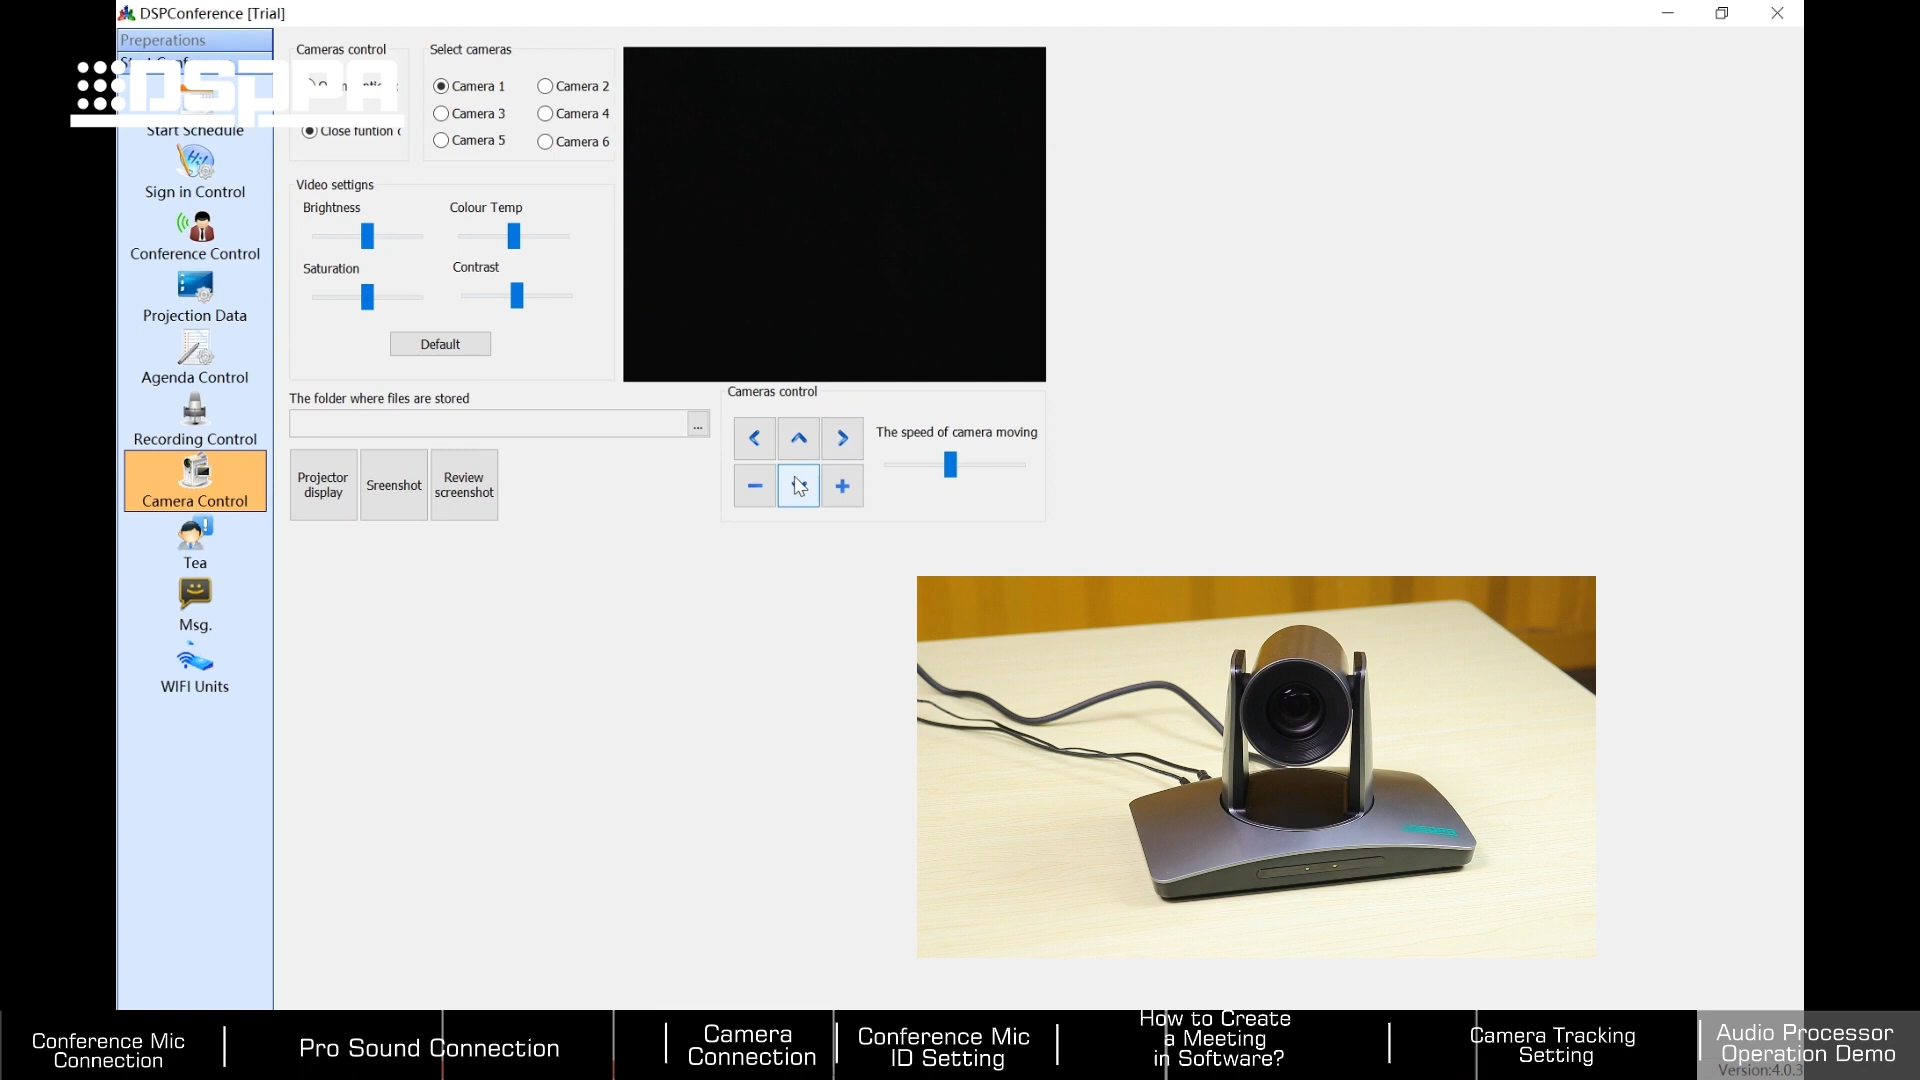 DSPConference [Trial]
Preperations
DSPPA
Start Schedule
Sign in Control
Conference Control
Projection Data
Agenda Control
Recording Control
Camera Control
Tea
Msg.
WIFI Units
Cameras control
Close funtion
Select cameras
Camera 1
Camera 2
Camera 3
Camera 4
Camera 5
Camera 6
Video settigns
Brightness
Colour Temp
Saturation
Contrast
Default
The folder where files are stored
...
Projector
display
Sreenshot
Review
screenshot
Cameras control
The speed of camera moving
Conference Mic
Connection
Pro Sound Connection
Camera
Connection
Conference Mic
ID Setting
How to Create
a Meeting
in Software?
Camera Tracking
Setting
Audio Processor
Operation Demo
Version:4.0.3